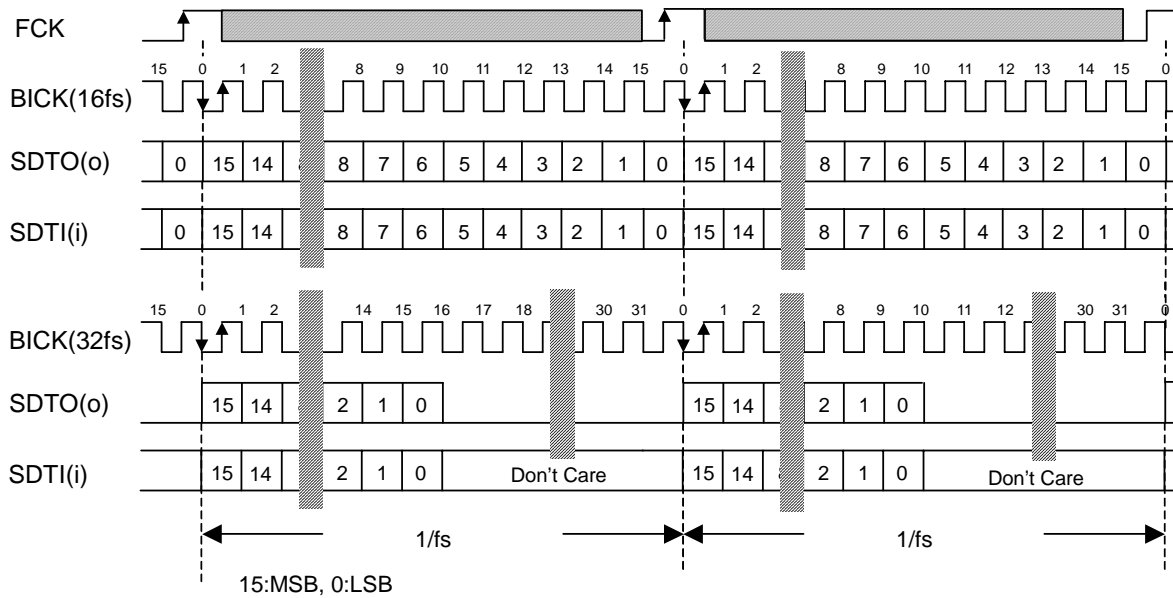 FCK
15 0 1 2 8 9 10 11 12 13 14 15 0 1 2 8 9 10 11 12 13 14 15 0
BICK(16fs)
SDTO(o) 0 15 14 8 7 6 5 4 3 2 1 0 15 14 8 7 6 5 4 3 2 1 0
SDTI(i) 0 15 14 8 7 6 5 4 3 2 1 0 15 14 8 7 6 5 4 3 2 1 0
15 0 1 2 14 15 16 17 18 30 31 0 1 2 8 9 10 11 12 30 31 0
BICK(32fs)
SDTO(o) 15 14 2 1 0 15 14 2 1 0
SDTI(i) 15 14 2 1 0 Don't Care 15 14 2 1 0 Don't Care
1/fs 1/fs
15:MSB, 0:LSB